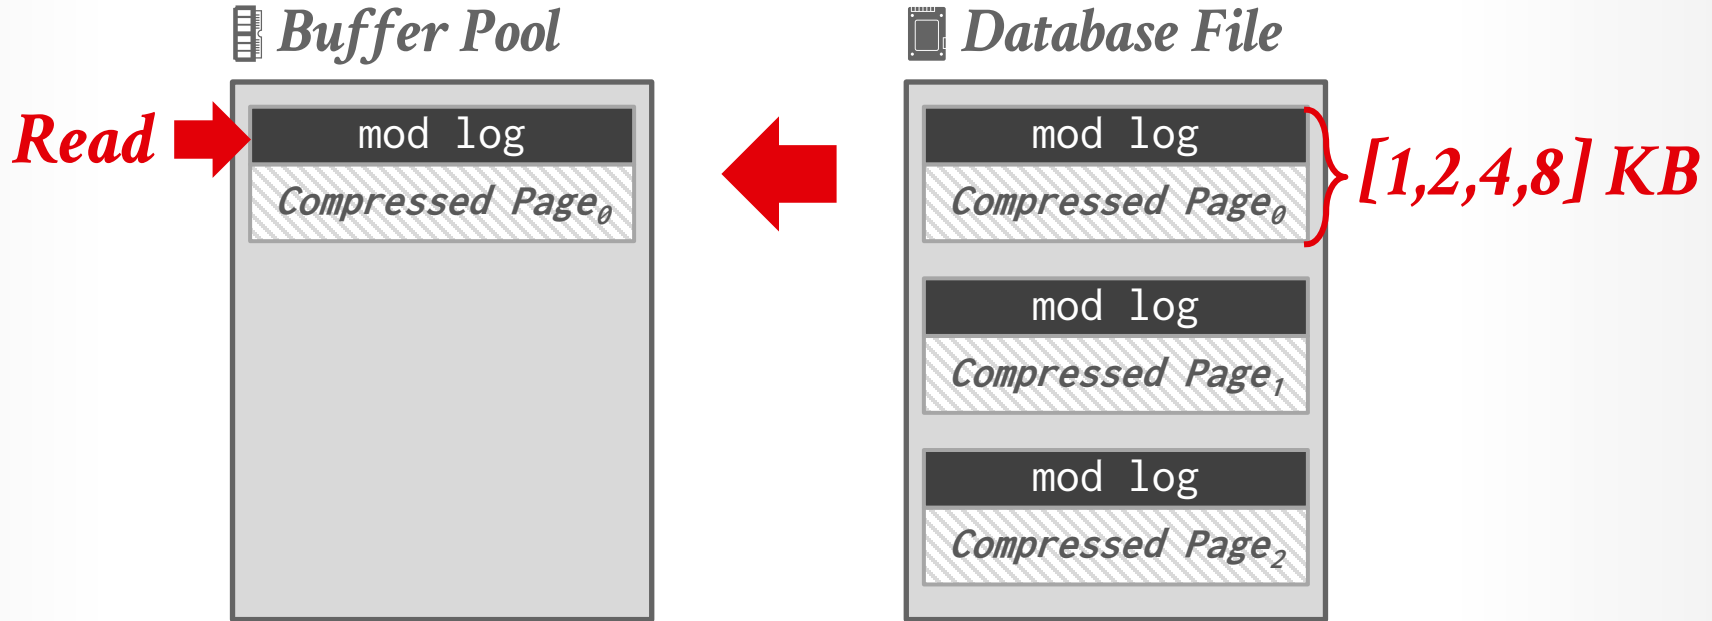 Buffer Pool
Database File
Read
mod log
Compressed Page₀
mod log
Compressed Page₀
[1,2,4,8] KB
mod log
Compressed Page₁
mod log
Compressed Page₂